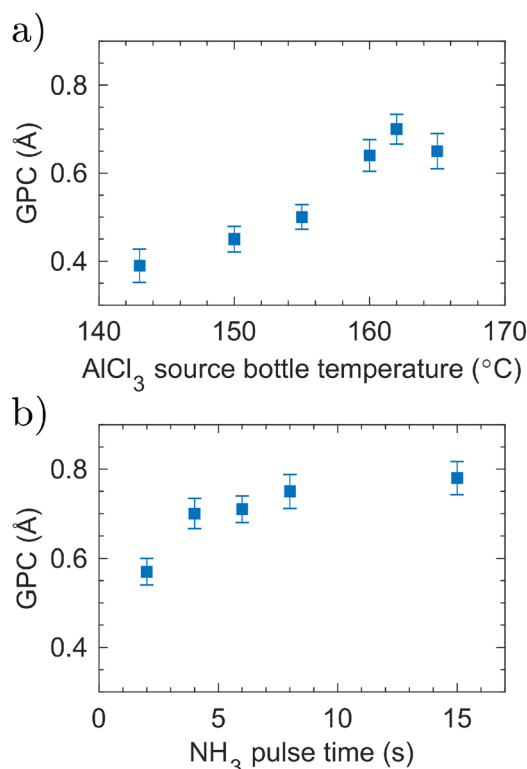 a)
0.8
0.6
0.4
GPC (Å)
140 150 160 170
AlCl₃ source bottle temperature (°C)
b)
0.8
0.6
0.4
GPC (Å)
0 5 10 15
NH₃ pulse time (s)